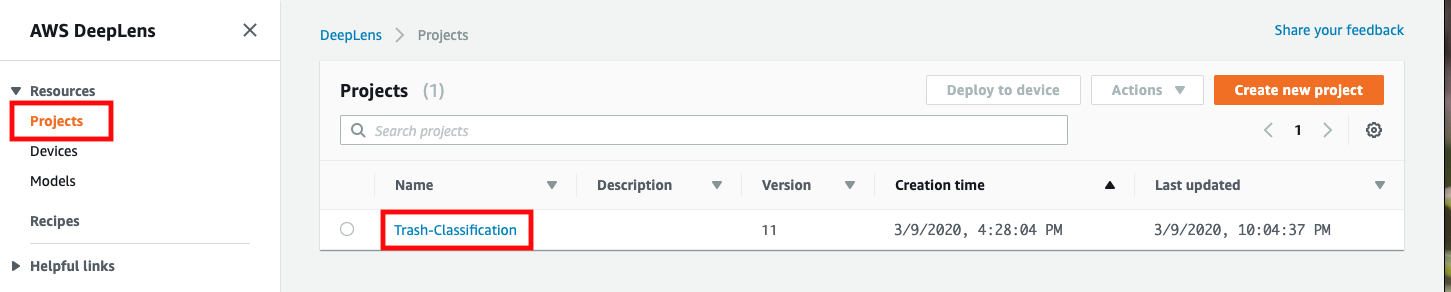 AWS DeepLens
Resources
Projects
Devices
Models
Recipes
Helpful links
DeepLens > Projects
Share your feedback
Projects (1)
Deploy to device
Actions
Create new project
Search projects
1
Name Description Version Creation time Last updated
Trash-Classification 11 3/9/2020, 4:28:04 PM 3/9/2020, 10:04:37 PM